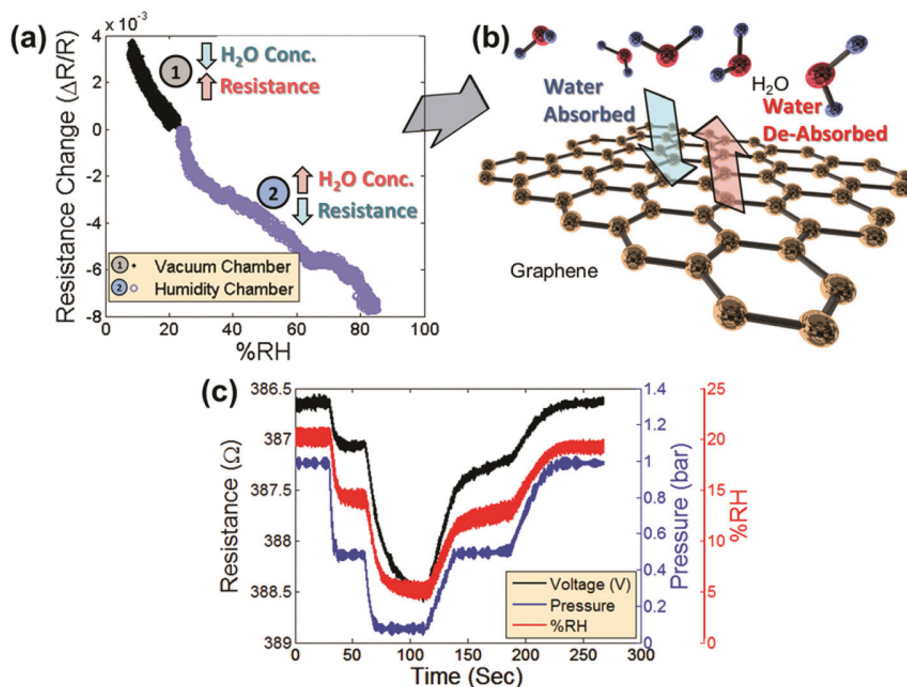 (a)
× 10⁻³
4
2
0
-2
-4
-6
-8
Resistance Change (ΔR/R)
1
H₂O Conc.
Resistance
2
H₂O Conc.
Resistance
1 Vacuum Chamber
2 Humidity Chamber
0 20 40 60 80 100
%RH
(b)
H₂O
Water
Absorbed
Water
De-Absorbed
Graphene
(c)
386.5
387
387.5
388
388.5
389
Resistance (Ω)
1.4
1.2
1
0.8
0.6
0.4
0.2
0
Pressure (bar)
25
20
15
10
5
0
%RH
Voltage (V)
Pressure
%RH
0 50 100 150 200 250 300
Time (Sec)